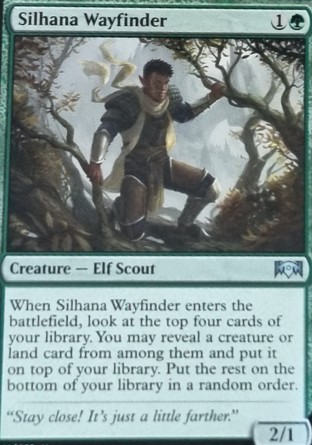 Silhana Wayfinder 1
Creature — Elf Scout
When Silhana Wayfinder enters the
battlefield, look at the top four cards of
your library. You may reveal a creature or
land card from among them and put it
on top of your library. Put the rest on the
bottom of your library in a random order.
"Stay close! It's just a little farther."
2/1